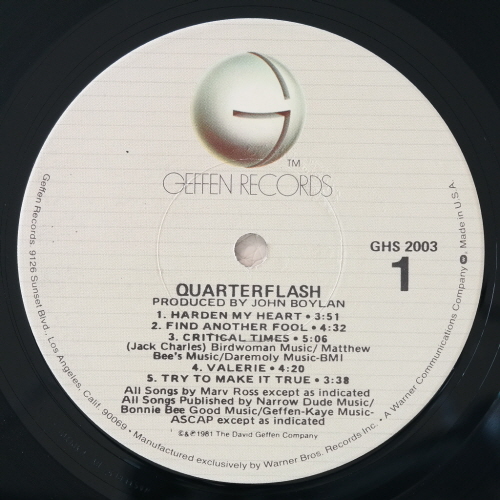 TM
GEFFEN RECORDS
GHS 2003
1
QUARTERFLASH
PRODUCED BY JOHN BOYLAN
1. HARDEN MY HEART • 3:51
2. FIND ANOTHER FOOL • 4:32
3. CRITICAL TIMES • 5:06
(Jack Charles) Birdwoman Music/ Matthew
Bee's Music/Daremoly Music-BMI
4. VALERIE • 4:20
5. TRY TO MAKE IT TRUE • 3:38
All Songs by Marv Ross except as indicated
All Songs Published by Narrow Dude Music/
Bonnie Bee Good Music/Geffen-Kaye Music-
ASCAP except as indicated
©&℗1981 The David Geffen Company
Geffen Records 9126 Sunset Blvd., Los Angeles, Calif. 90069 • Manufactured exclusively by Warner Bros. Records Inc. • A Warner Communications Company, Made in U.S.A.